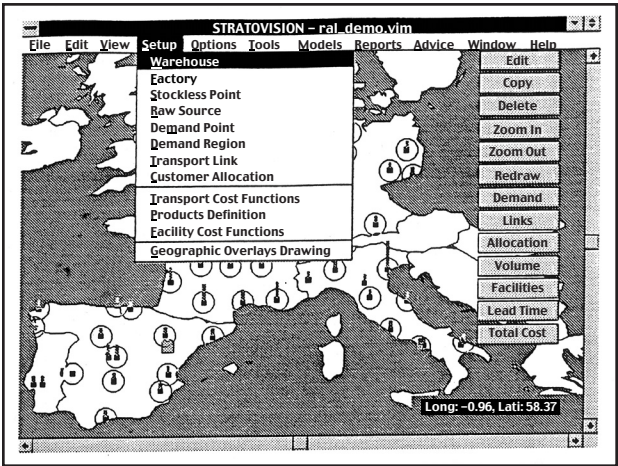 STRATOVISION – ral_demo.vim
File Edit View Setup Options Tools Models Reports Advice Window Help
Warehouse
Factory
Stockless Point
Raw Source
Demand Point
Demand Region
Transport Link
Customer Allocation
Transport Cost Functions
Products Definition
Facility Cost Functions
Geographic Overlays Drawing
Edit
Copy
Delete
Zoom In
Zoom Out
Redraw
Demand
Links
Allocation
Volume
Facilities
Lead Time
Total Cost
Long: –0.96, Lati: 58.37